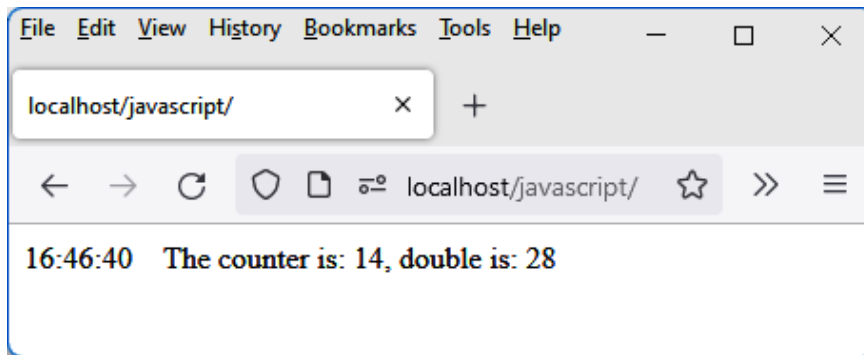 File Edit View History Bookmarks Tools Help
localhost/javascript/
localhost/javascript/
16:46:40 The counter is: 14, double is: 28